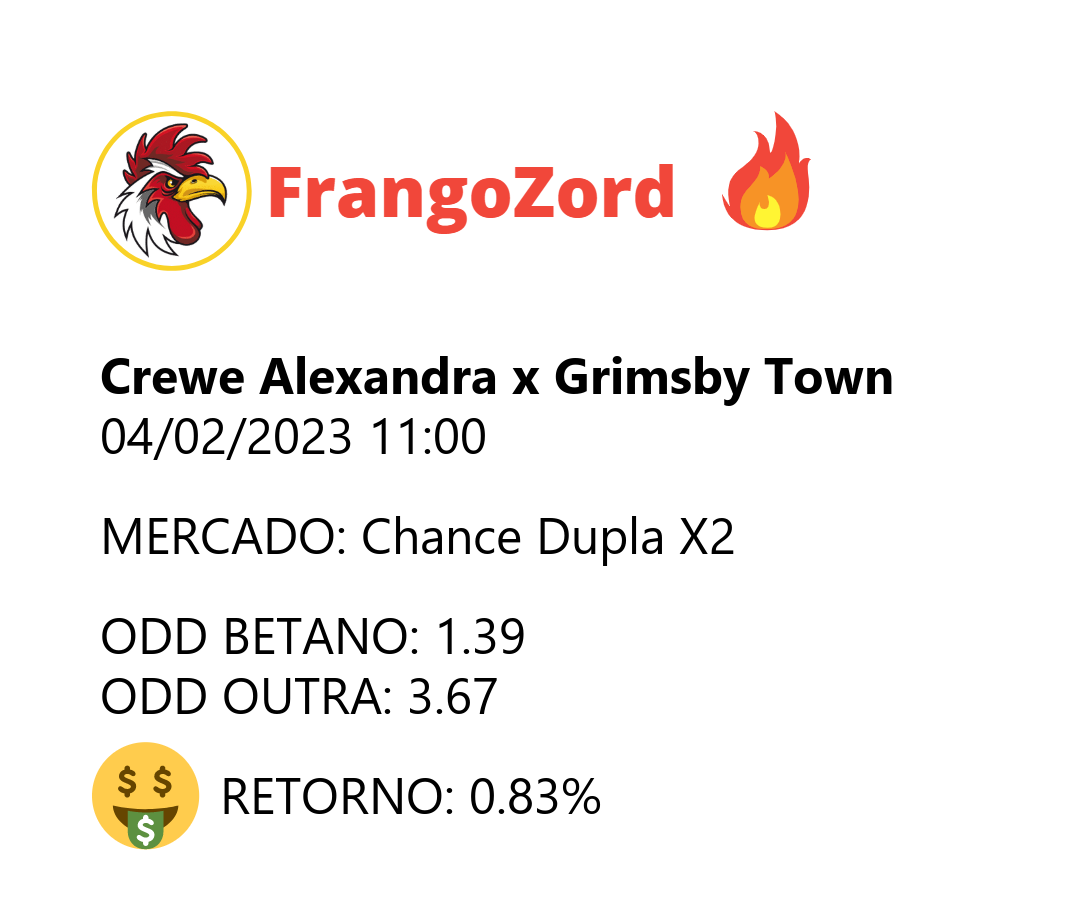 FrangoZord
Crewe Alexandra x Grimsby Town
04/02/2023 11:00
MERCADO: Chance Dupla X2
ODD BETANO: 1.39
ODD OUTRA: 3.67
$ $
$
RETORNO: 0.83%